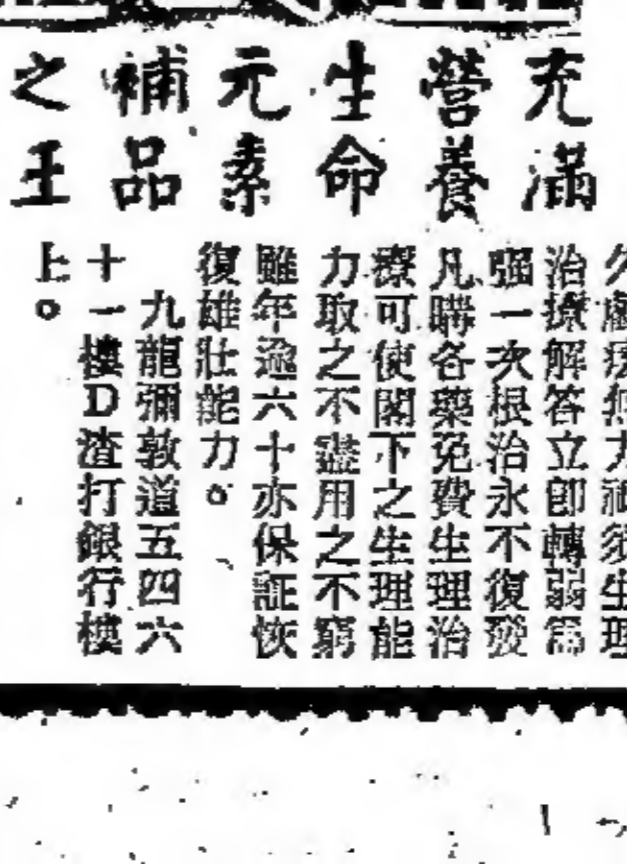 充滿
營養
生命
元素
補品
之王
治療解答立卽轉弱為
强一次根治永不復發
凡購各藥免費生理治
療可使閣下之生理能
力取之不盡用之不窮
雖年逾六十亦保証恢
復雄壯能力。
九龍彌敦道五四六
十一樓D渣打銀行樓
上。